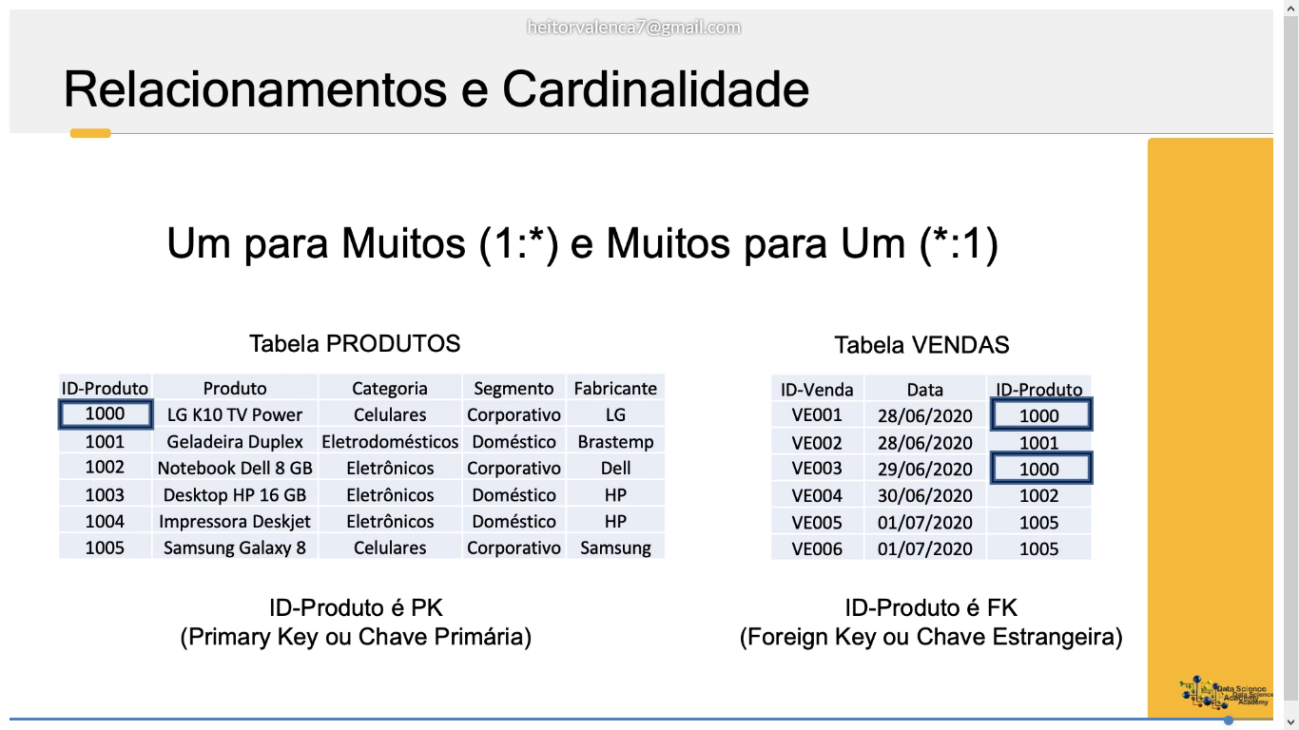 heitorvalenca7@gmail.com
Relacionamentos e Cardinalidade
Um para Muitos (1:*) e Muitos para Um (*:1)
Tabela PRODUTOS
ID-Produto Produto Categoria Segmento Fabricante
1000 LG K10 TV Power Celulares Corporativo LG
1001 Geladeira Duplex Eletrodomésticos Doméstico Brastemp
1002 Notebook Dell 8 GB Eletrônicos Corporativo Dell
1003 Desktop HP 16 GB Eletrônicos Doméstico HP
1004 Impressora Deskjet Eletrônicos Doméstico HP
1005 Samsung Galaxy 8 Celulares Corporativo Samsung
ID-Produto é PK
(Primary Key ou Chave Primária)
Tabela VENDAS
ID-Venda Data ID-Produto
VE001 28/06/2020 1000
VE002 28/06/2020 1001
VE003 29/06/2020 1000
VE004 30/06/2020 1002
VE005 01/07/2020 1005
VE006 01/07/2020 1005
ID-Produto é FK
(Foreign Key ou Chave Estrangeira)
Data Science
Academy
Data Science
Academy